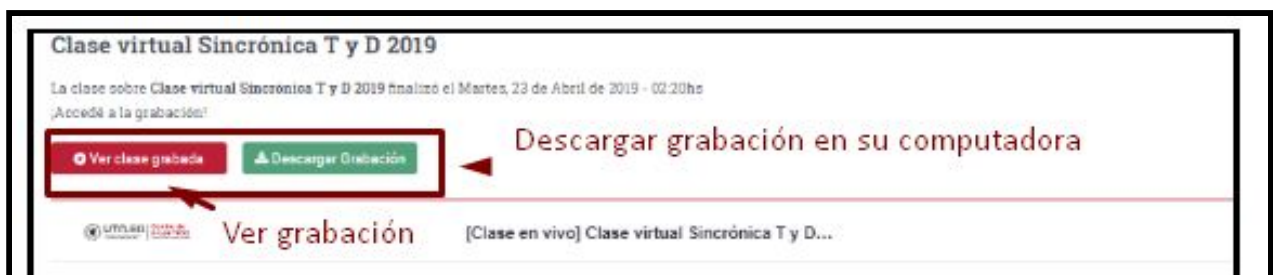 Clase virtual Sincrónica T y D 2019
La clase sobre Clase virtual Sincrónica T y D 2019 finalizó el Martes, 23 de Abril de 2019 - 02:20hs
¡Accedé a la grabación!
Descargar grabación en su computadora
Ver clase grabada
Descargar Grabación
Ver grabación
[Clase en vivo] Clase virtual Sincrónica T y D...